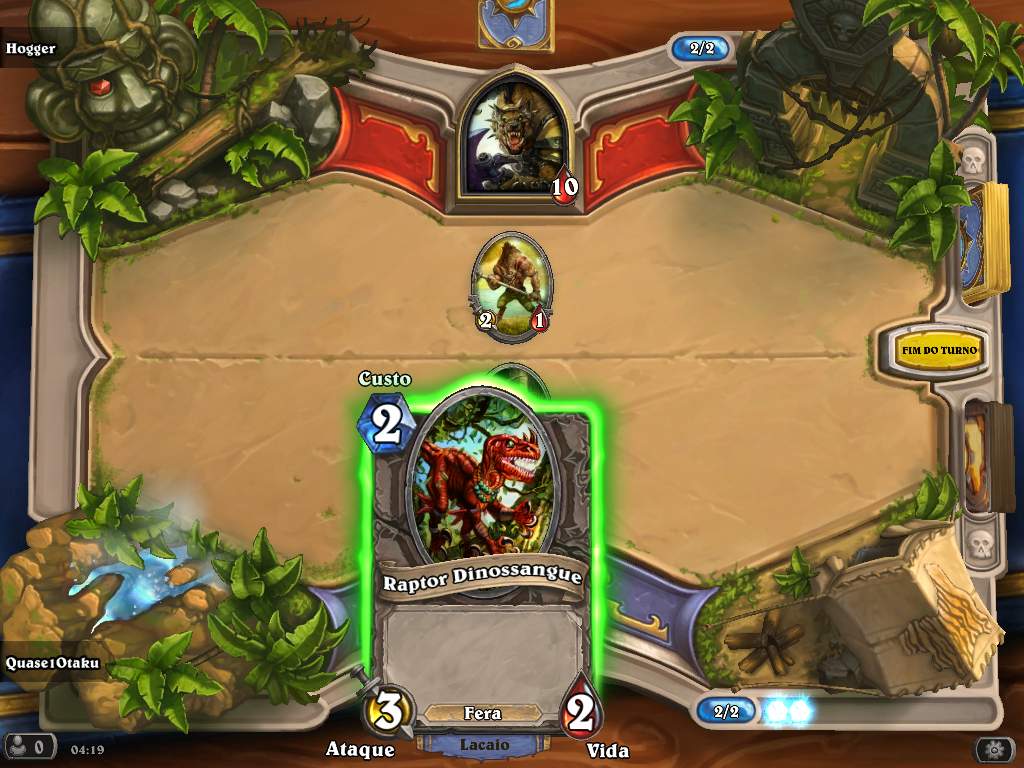 Hogger
2/2
10
2 1
FIM DO TURNO
Custo
2
Raptor Dinossangue
Quase1Otaku
3 Fera 2
2/2
Ataque Lacaio Vida
0 04:19